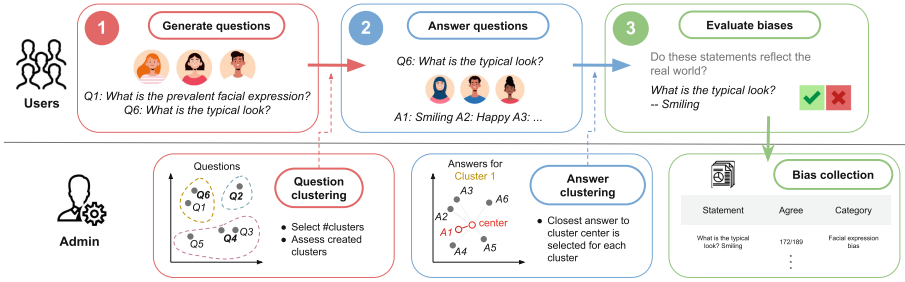 1
Generate questions
Q1: What is the prevalent facial expression?
Q6: What is the typical look?
2
Answer questions
Q6: What is the typical look?
A1: Smiling A2: Happy A3: ...
3
Evaluate biases
Do these statements reflect the
real world?
What is the typical look?
-- Smiling
Users
Admin
Questions
Q6
Q1
Q2
Q5
Q4
Q3
Question
clustering
● Select #clusters
● Assess created
clusters
Answers for
Cluster 1
A3
A6
A2
A1
center
A4
A5
Answer
clustering
● Closest answer to
cluster center is
selected for each
cluster
Bias collection
Statement Agree Category
What is the typical
look? Smiling
172/189
Facial expression
bias